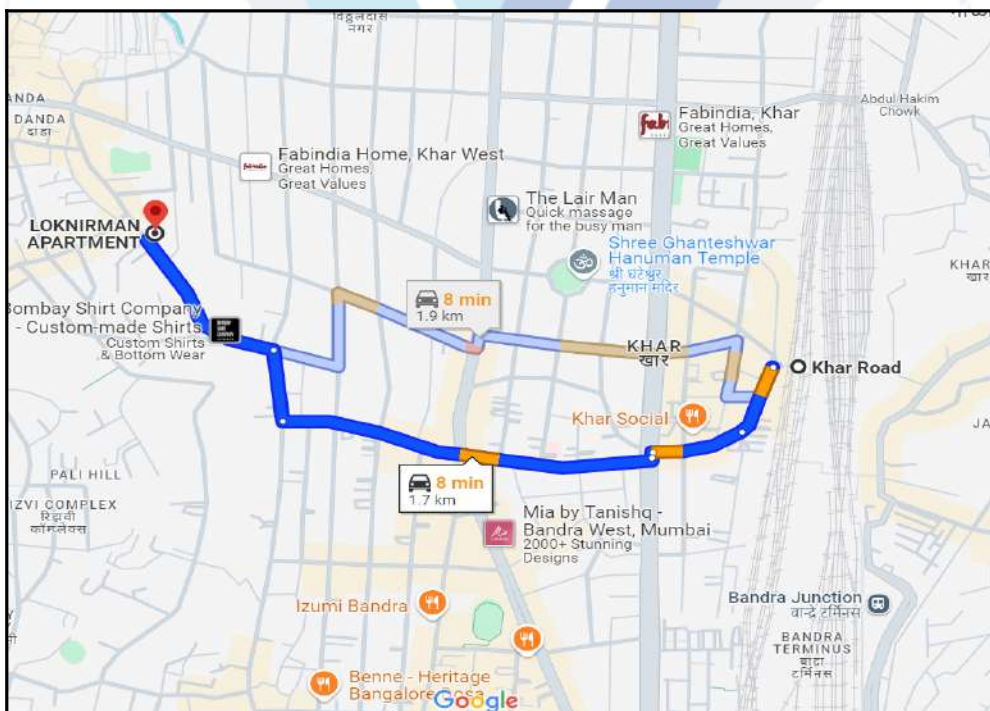 नगर
ANDA
DANDA
दांडा
Abdul Hakim
Chowk
Fabindia, Khar
Great Homes,
Great Values
Fabindia Home, Khar West
Great Homes,
Great Values
The Lair Man
Quick massage
for the busy man
LOKNIRMAN
APARTMENT
Shree Ghanteshwar
Hanuman Temple
श्री घंटेश्वर
हनुमान मंदिर
KHAR
खार
Bombay Shirt Company
- Custom-made Shirts
Custom Shirts
& Bottom Wear
8 min
1.9 km
KHAR
खार
Khar Road
Khar Social
8 min
1.7 km
PALI HILL
IZVI COMPLEX
रिझवी
कॉम्प्लेक्स
JA
Mia by Tanishq -
Bandra West, Mumbai
2000+ Stunning
Designs
Izumi Bandra
Bandra Junction
वान्द्रे टर्मिनस
BANDRA
TERMINUS
बांद्रा
टर्मिनस
Benne - Heritage
Bangalore Dosa
Google